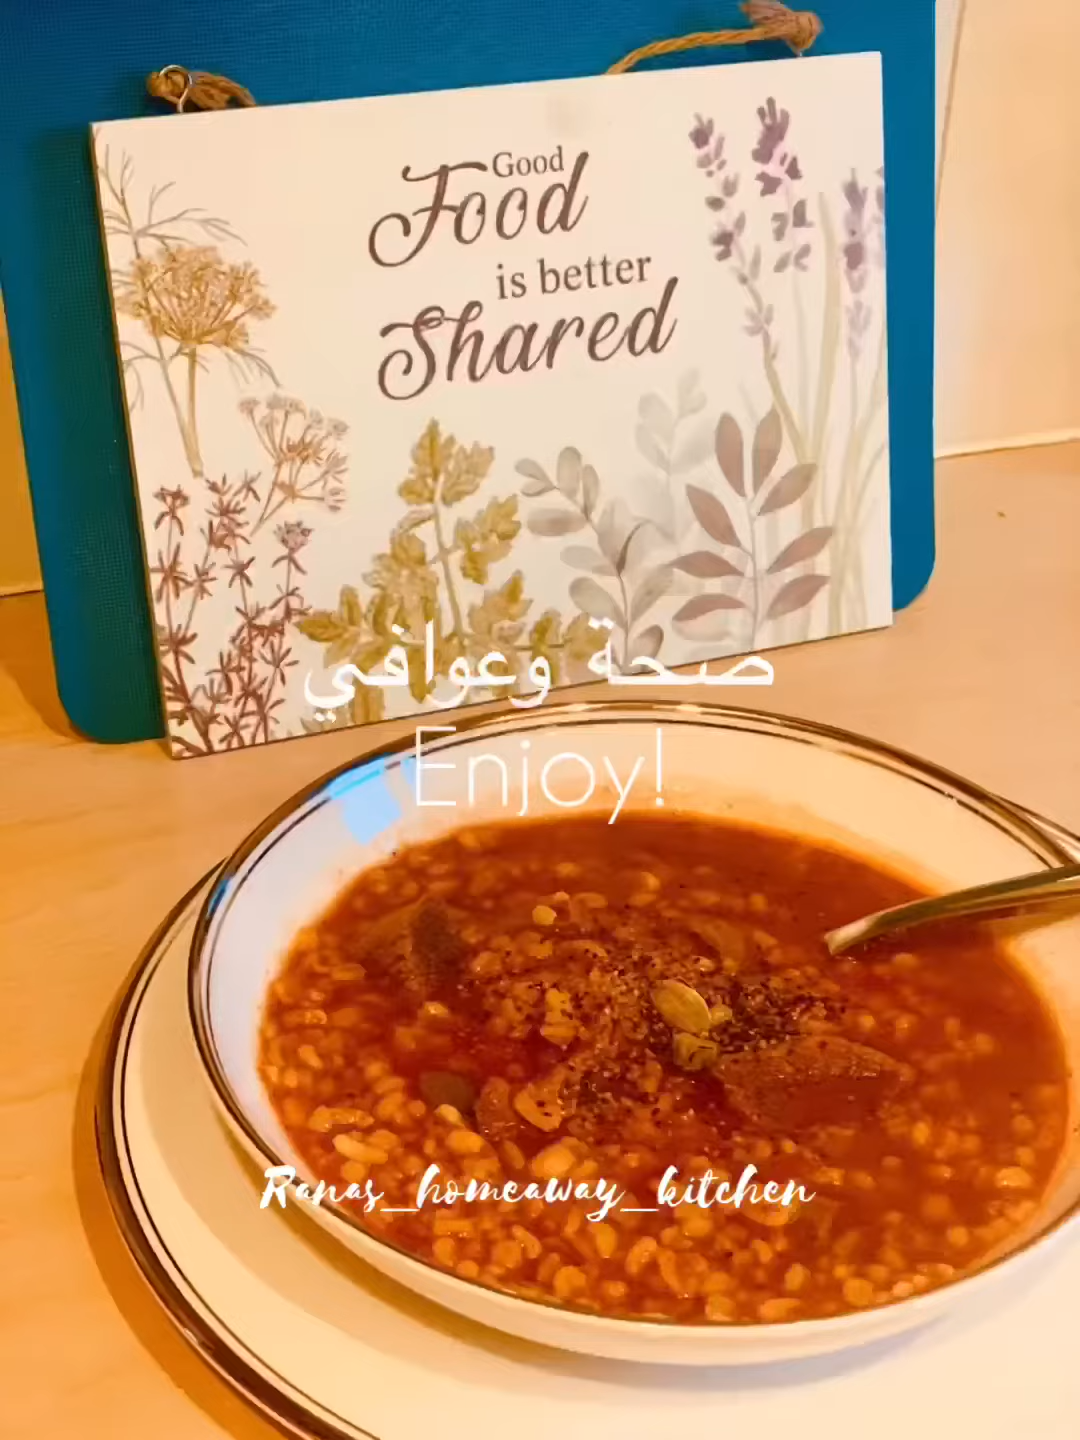 Good
Food
is better
Shared
صحة وعوافي
Enjoy!
Ranas_homeaway_kitchen